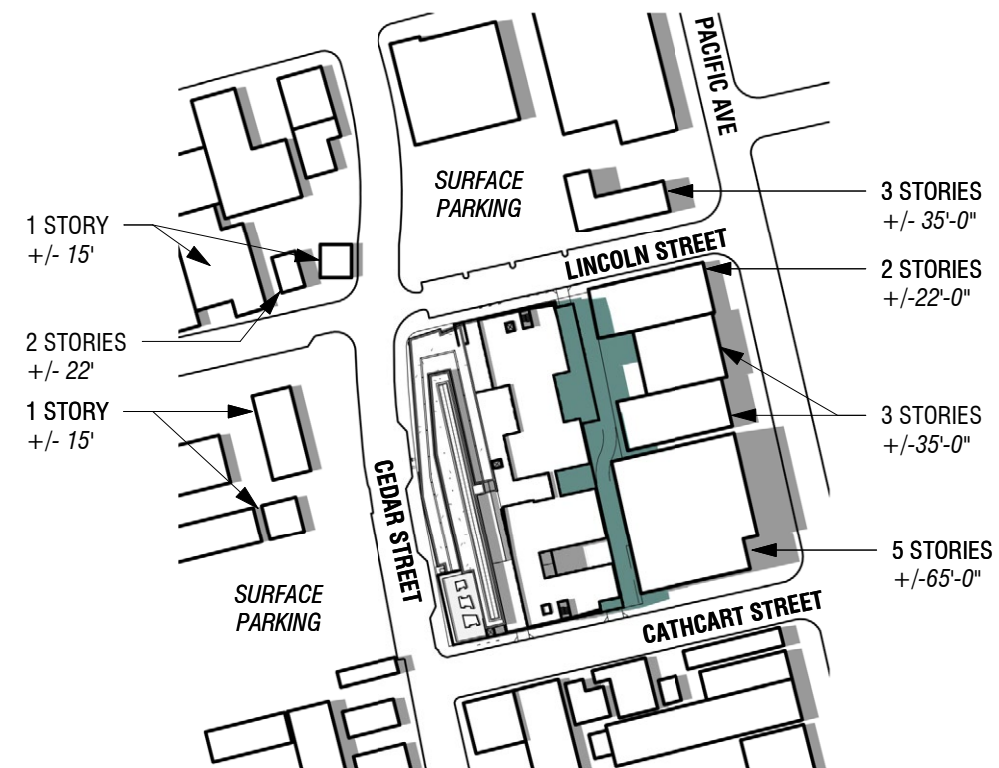 PACIFIC AVE
SURFACE
PARKING
3 STORIES
+/- 35'-0"
1 STORY
+/- 15'
LINCOLN STREET
2 STORIES
+/-22'-0"
2 STORIES
+/- 22'
1 STORY
+/- 15'
3 STORIES
+/-35'-0"
CEDAR STREET
5 STORIES
+/-65'-0"
SURFACE
PARKING
CATHCART STREET